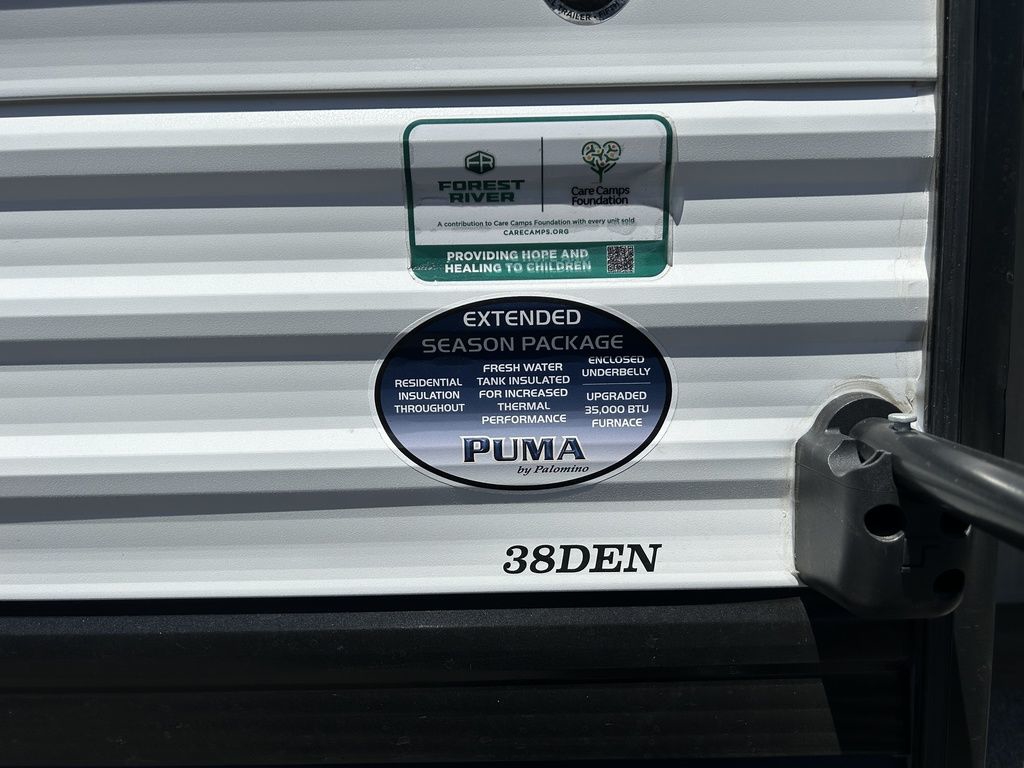 TRAILER
FR
FOREST
RIVER
Care Camps
Foundation
A contribution to Care Camps Foundation with every unit sold
CARECAMPS.ORG
PROVIDING HOPE AND
HEALING TO CHILDREN
EXTENDED
SEASON PACKAGE
RESIDENTIAL
INSULATION
THROUGHOUT
FRESH WATER
TANK INSULATED
FOR INCREASED
THERMAL
PERFORMANCE
ENCLOSED
UNDERBELLY
UPGRADED
35,000 BTU
FURNACE
PUMA
by Palomino
38DEN